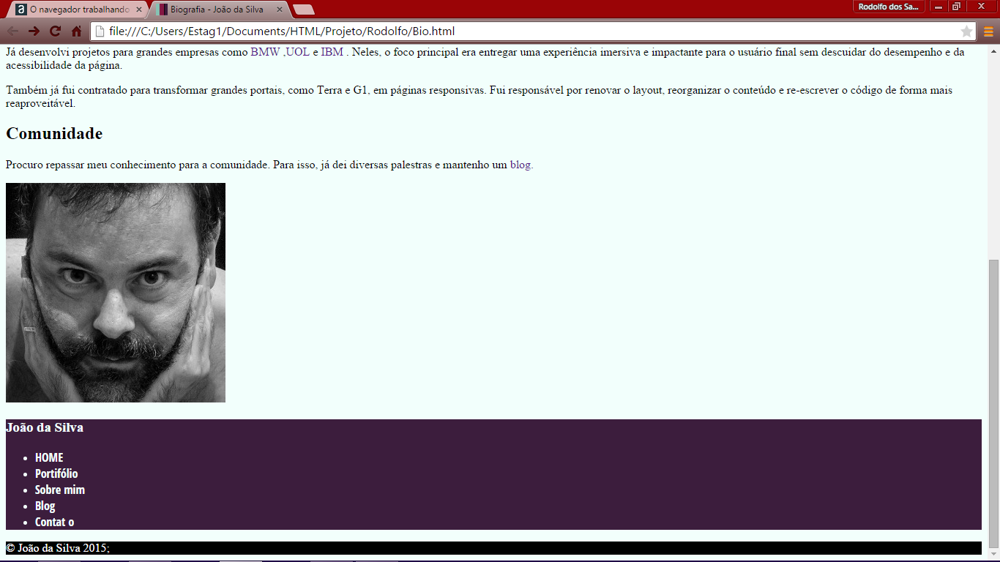 O navegador trabalhando
Biografia - João da Silva
Rodolfo dos Sa...
file:///C:/Users/Estag1/Documents/HTML/Projeto/Rodolfo/Bio.html
Já desenvolvi projetos para grandes empresas como BMW ,UOL e IBM . Neles, o foco principal era entregar uma experiência imersiva e impactante para o usuário final sem descuidar do desempenho e da
acessibilidade da página.
Também já fui contratado para transformar grandes portais, como Terra e G1, em páginas responsivas. Fui responsável por renovar o layout, reorganizar o conteúdo e re-escrever o código de forma mais
reaproveitável.
Comunidade
Procuro repassar meu conhecimento para a comunidade. Para isso, já dei diversas palestras e mantenho um blog.
João da Silva
• HOME
• Portifólio
• Sobre mim
• Blog
• Contat o
© João da Silva 2015;